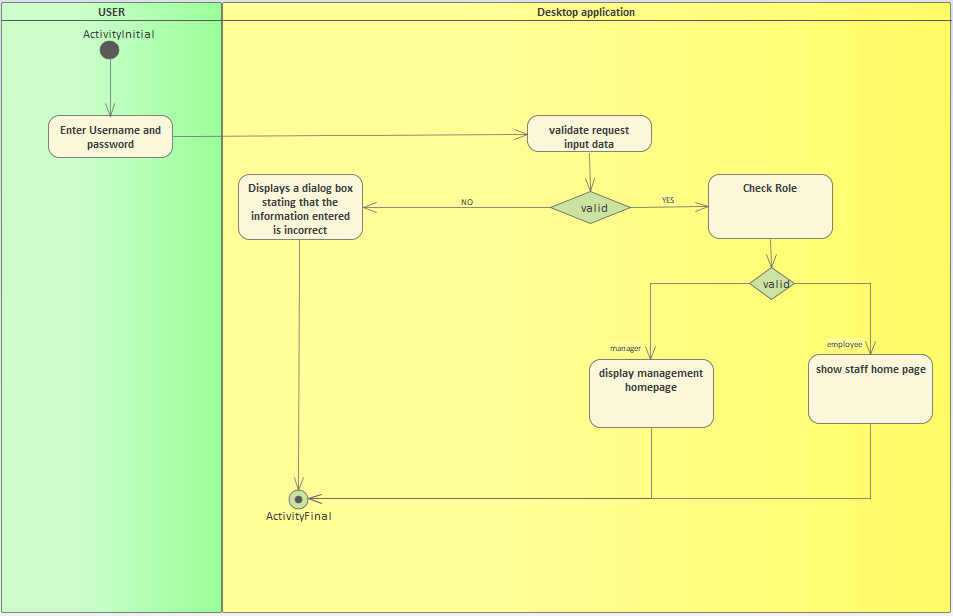 USER
Desktop application
ActivityInitial
Enter Username and
password
validate request
input data
Displays a dialog box
stating that the
information entered
is incorrect
NO
valid
YES
Check Role
valid
manager
employee
display management
homepage
show staff home page
ActivityFinal